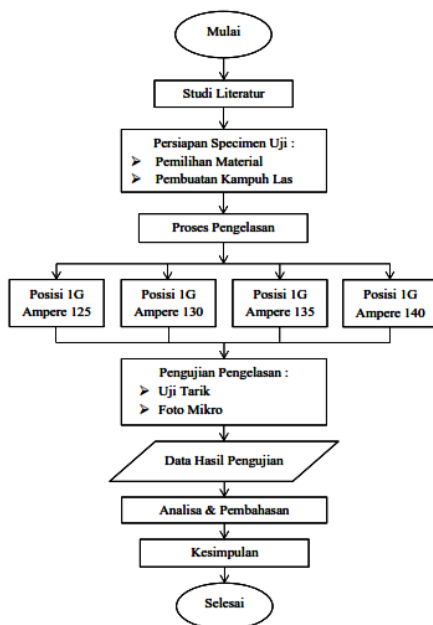 Mulai
Studi Literatur
Persiapan Specimen Uji :
➤ Pemilihan Material
➤ Pembuatan Kampuh Las
Proses Pengelasan
Posisi 1G
Ampere 125
Posisi 1G
Ampere 130
Posisi 1G
Ampere 135
Posisi 1G
Ampere 140
Pengujian Pengelasan :
➤ Uji Tarik
➤ Foto Mikro
Data Hasil Pengujian
Analisa & Pembahasan
Kesimpulan
Selesai